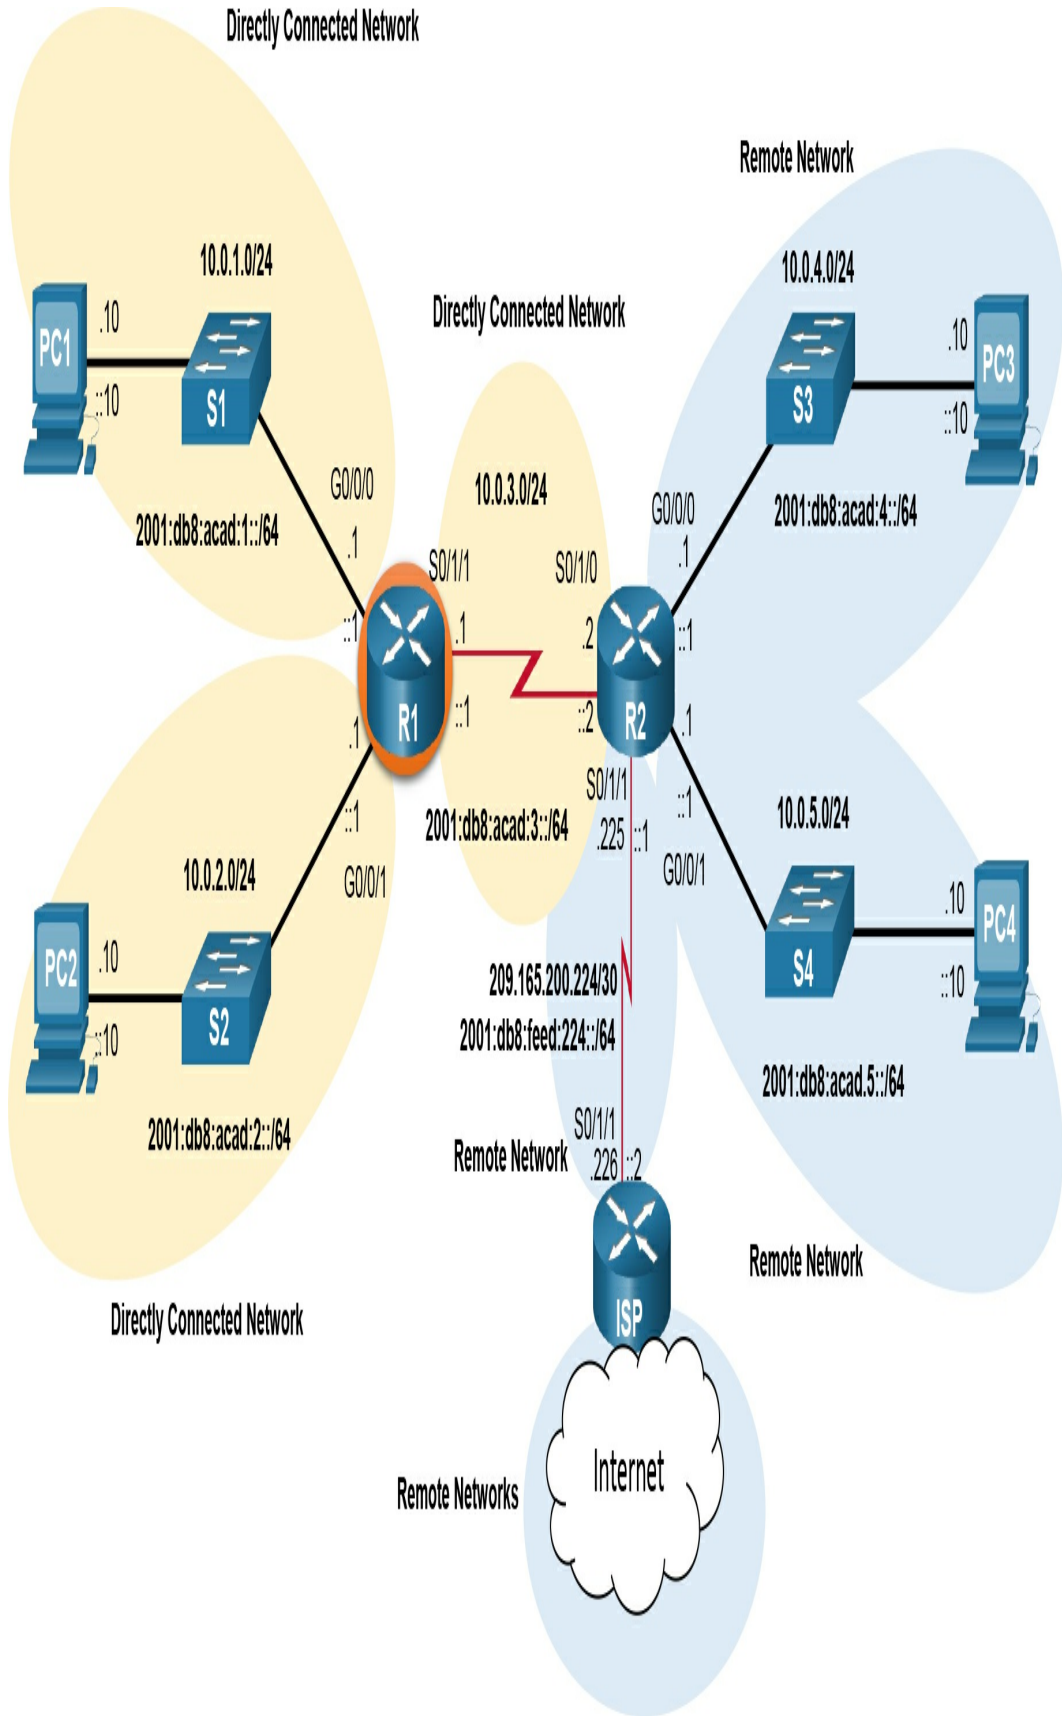 Directly Connected Network
Remote Network
10.0.1.0/24
10.0.4.0/24
Directly Connected Network
PC1
.10
::10
S1
S3
.10
::10
PC3
G0/0/0
10.0.3.0/24
2001:db8:acad:1::/64
.1
G0/0/0
2001:db8:acad:4::/64
.1
S0/1/1
S0/1/0
::1
.1
.2
::1
R1
::1
::2
R2
.1
.1
::1
2001:db8:acad:3::/64
S0/1/1
.225
::1
::1
10.0.5.0/24
10.0.2.0/24
G0/0/1
G0/0/1
PC2
.10
::10
S2
209.165.200.224/30
2001:db8:feed:224::/64
S4
.10
::10
PC4
2001:db8:acad.5::/64
2001:db8:acad:2::/64
S0/1/1
Remote Network
.226
::2
Remote Network
Directly Connected Network
ISP
Internet
Remote Networks